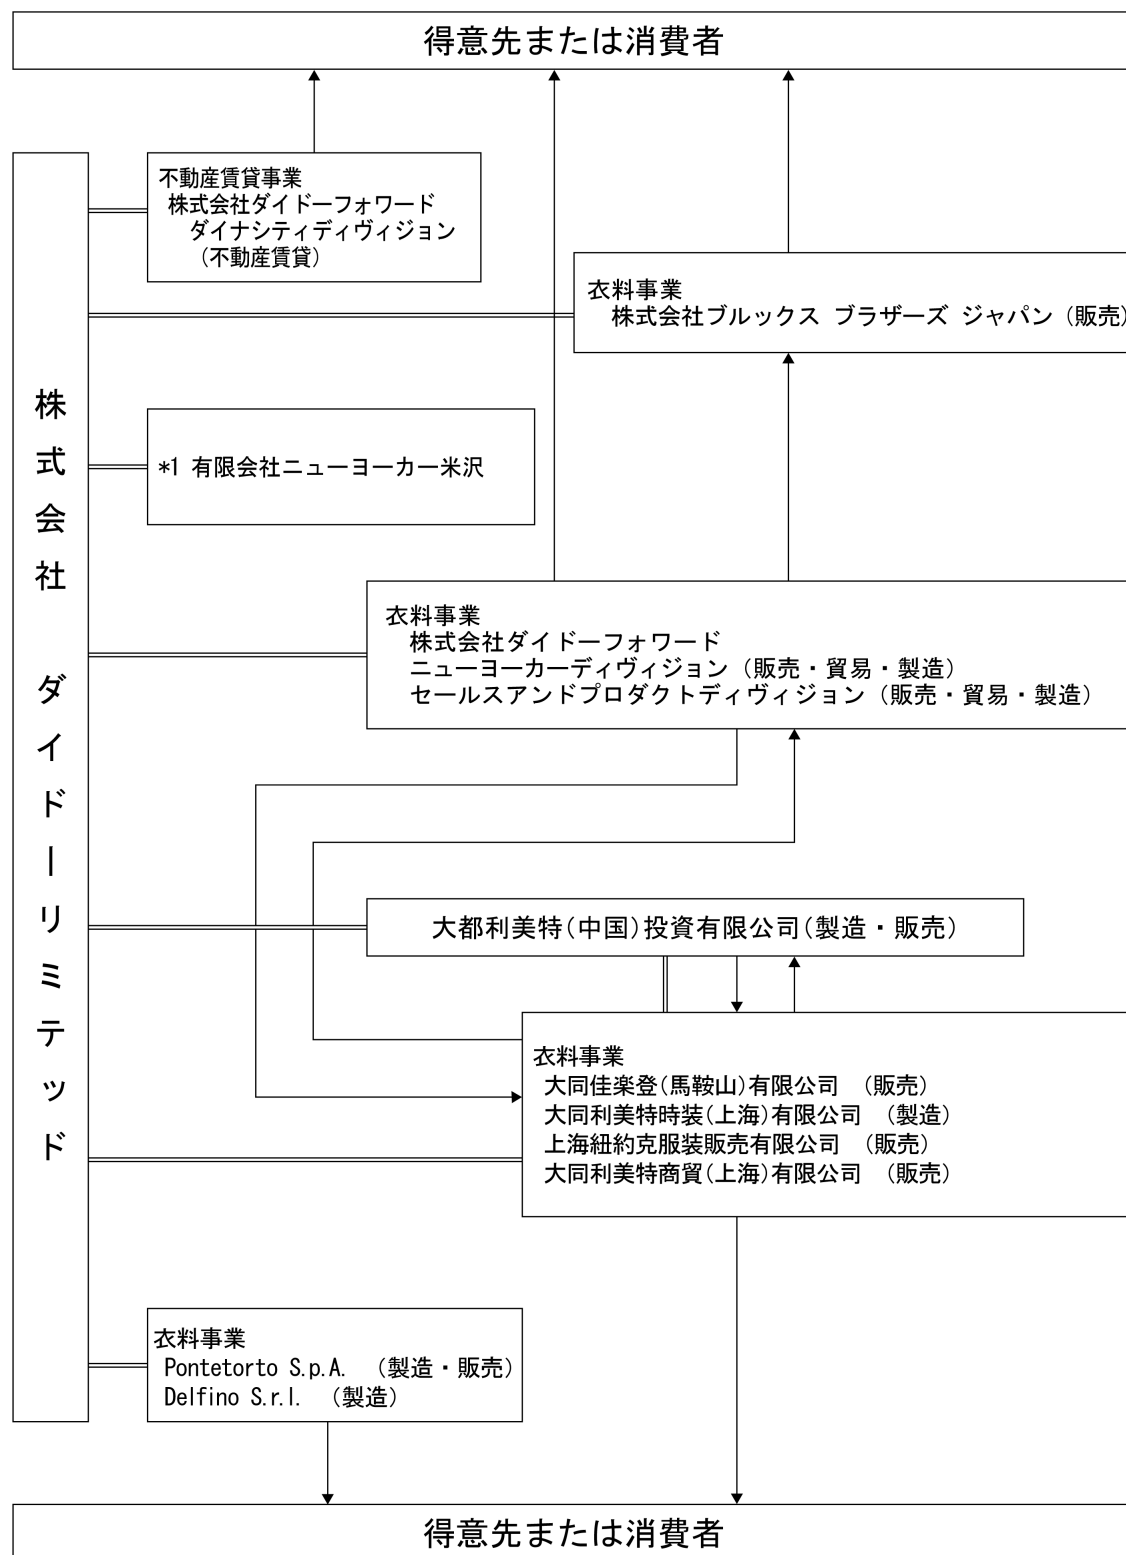 得意先または消費者
不動産賃貸事業
株式会社ダイドーフォワード
ダイナシティディヴィジョン
(不動産賃貸)
衣料事業
株式会社ブルックス ブラザーズ ジャパン (販売)
株式会社 ダイドーリミテッド
*1 有限会社ニューヨーカー米沢
衣料事業
株式会社ダイドーフォワード
ニューヨーカーディヴィジョン (販売・貿易・製造)
セールスアンドプロダクトディヴィジョン (販売・貿易・製造)
大都利美特(中国)投資有限公司(製造・販売)
衣料事業
大同佳楽登(馬鞍山)有限公司 (販売)
大同利美特時装(上海)有限公司 (製造)
上海紐約克服装販売有限公司 (販売)
大同利美特商貿(上海)有限公司 (販売)
衣料事業
Pontetorto S.p.A. (製造・販売)
Delfino S.r.l. (製造)
得意先または消費者